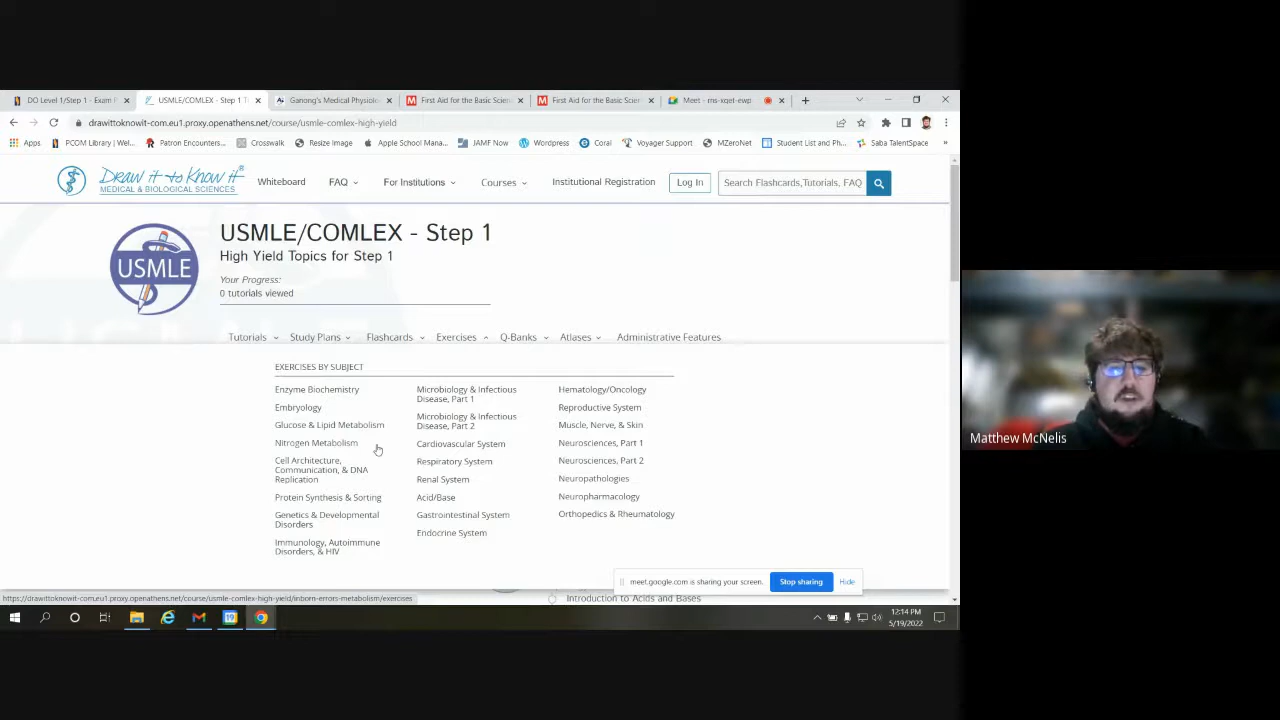 DO Level 1/Step 1 - Exam P
USMLE/COMLEX - Step 1 T
Ganong's Medical Physiolo
First Aid for the Basic Scien
First Aid for the Basic Scien
Meet - ms-xqet-ewp
drawittoknowit-com.eu1.proxy.openathens.net/course/usmle-comlex-high-yield
Apps
PCOM Library | Wel...
Patron Encounters...
Crosswalk
Resize Image
Apple School Mana...
JAMF Now
Wordpress
Coral
Voyager Support
MZeroNet
Student List and Ph...
Saba TalentSpace
Draw it to Know it®
MEDICAL & BIOLOGICAL SCIENCES
Whiteboard
FAQ
For Institutions
Courses
Institutional Registration
Log In
Search Flashcards,Tutorials, FAQ
USMLE
USMLE/COMLEX - Step 1
High Yield Topics for Step 1
Your Progress:
0 tutorials viewed
Tutorials
Study Plans
Flashcards
Exercises
Q-Banks
Atlases
Administrative Features
EXERCISES BY SUBJECT
Enzyme Biochemistry
Embryology
Glucose & Lipid Metabolism
Nitrogen Metabolism
Cell Architecture,
Communication, & DNA
Replication
Protein Synthesis & Sorting
Genetics & Developmental
Disorders
Immunology, Autoimmune
Disorders, & HIV
Microbiology & Infectious
Disease, Part 1
Microbiology & Infectious
Disease, Part 2
Cardiovascular System
Respiratory System
Renal System
Acid/Base
Gastrointestinal System
Endocrine System
Hematology/Oncology
Reproductive System
Muscle, Nerve, & Skin
Neurosciences, Part 1
Neurosciences, Part 2
Neuropathologies
Neuropharmacology
Orthopedics & Rheumatology
Matthew McNelis
meet.google.com is sharing your screen.
Stop sharing
Hide
https://drawittoknowit-com.eu1.proxy.openathens.net/course/usmle-comlex-high-yield/inborn-errors-metabolism/exercises
Introduction to Acids and Bases
12:14 PM
5/19/2022